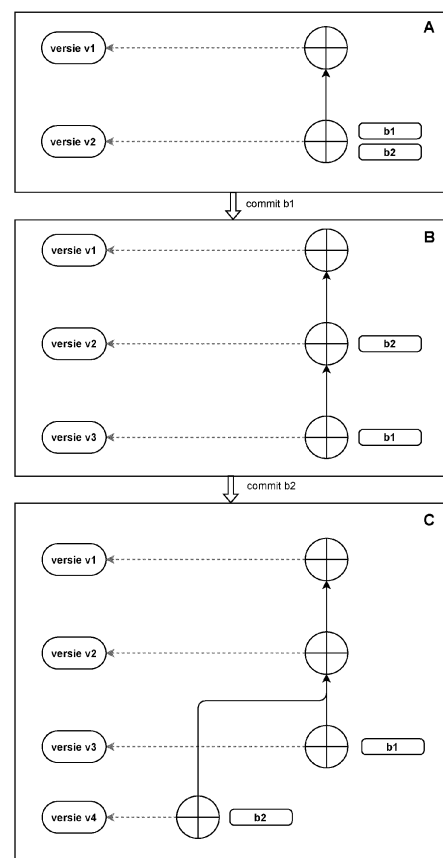 A
versie v1
versie v2
b1
b2
commit b1
B
versie v1
versie v2
b2
versie v3
b1
commit b2
C
versie v1
versie v2
versie v3
b1
versie v4
b2